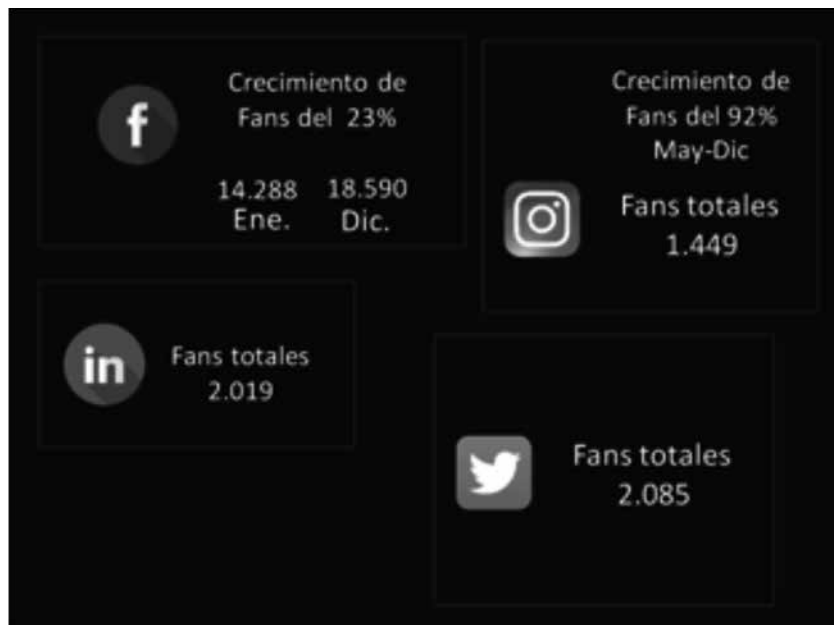 f
Crecimiento de
Fans del 23%
14.288 18.590
Ene. Dic.
Crecimiento de
Fans del 92%
May-Dic
Fans totales
1.449
in
Fans totales
2.019
Fans totales
2.085